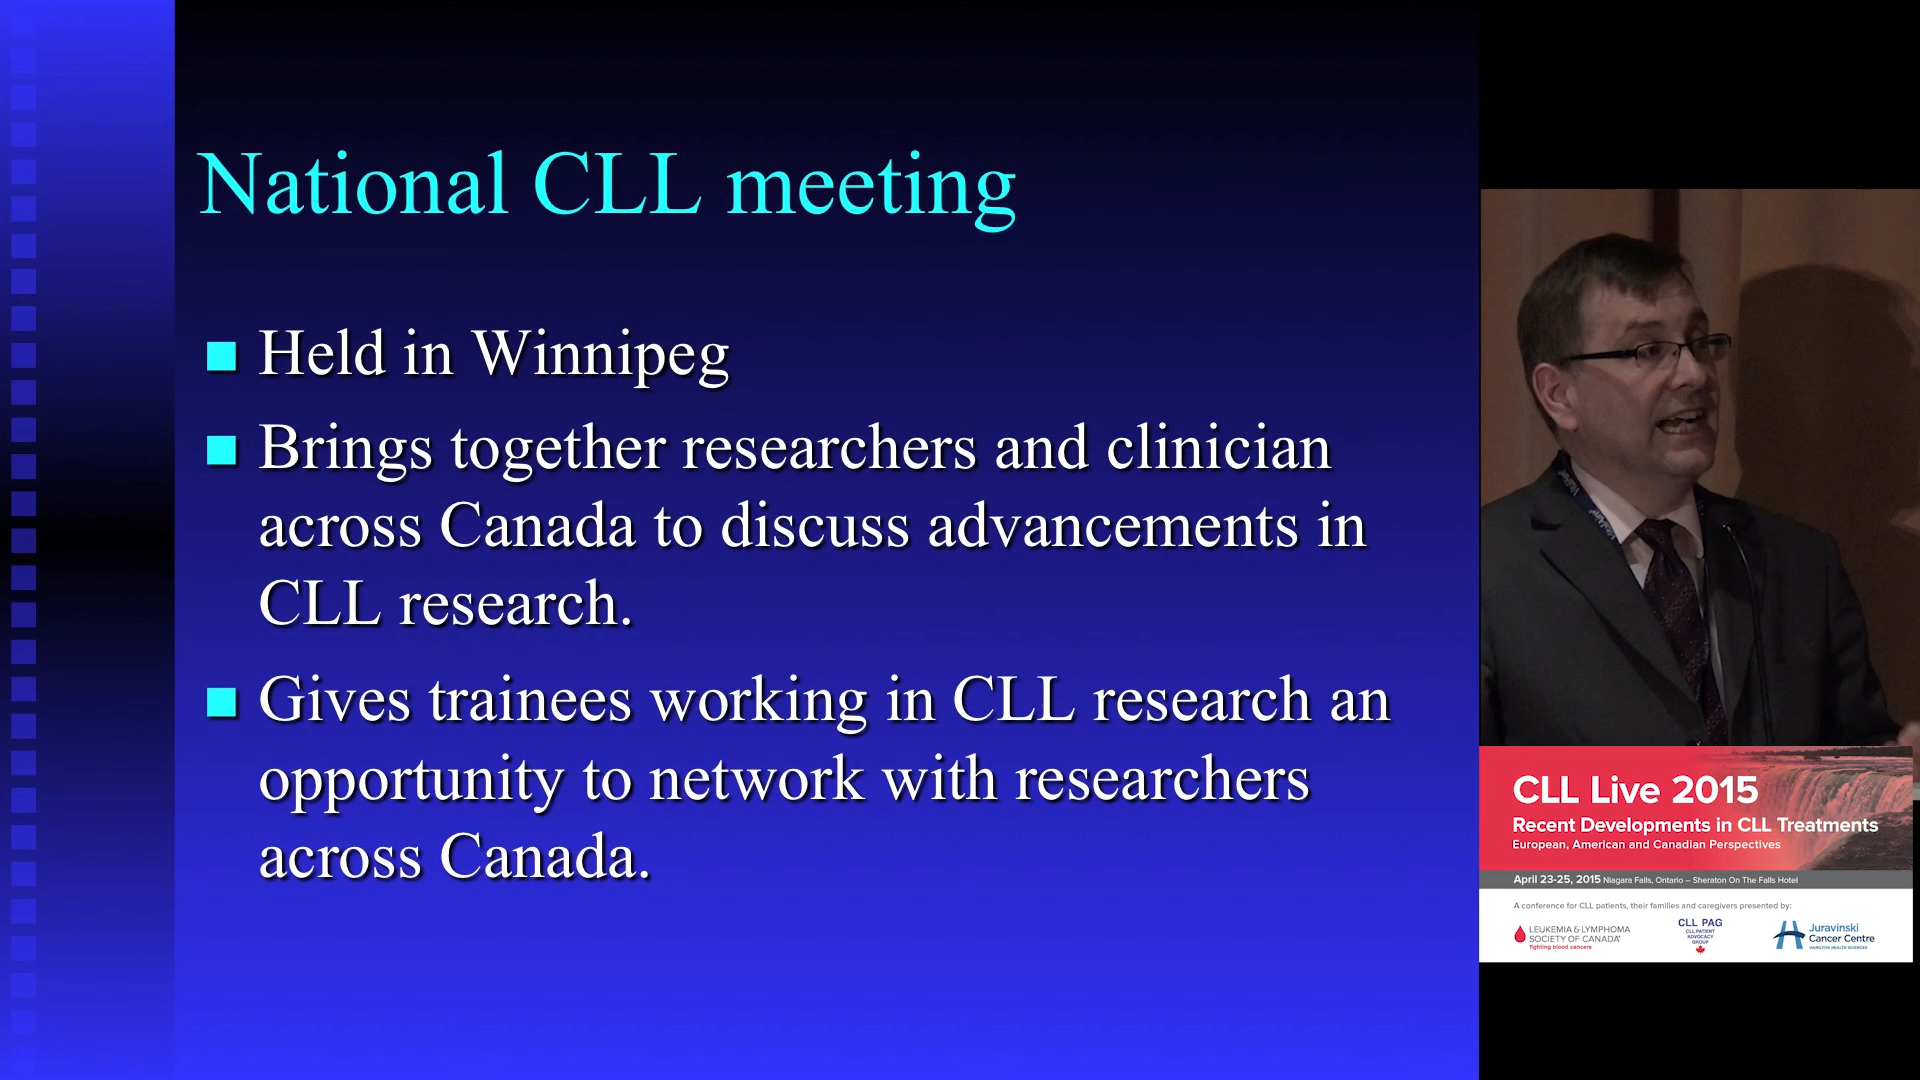 National CLL meeting
Held in Winnipeg
Brings together researchers and clinician
across Canada to discuss advancements in
CLL research.
Gives trainees working in CLL research an
opportunity to network with researchers
across Canada.
CLL Live 2015
Recent Developments in CLL Treatments
European, American and Canadian Perspectives
April 23-25, 2015 Niagara Falls, Ontario – Sheraton On The Falls Hotel
A conference for CLL patients, their families and caregivers presented by:
LEUKEMIA & LYMPHOMA
SOCIETY OF CANADA
fighting blood cancers
CLL PAG
CLL PATIENT
ADVOCACY
GROUP
Juravinski
Cancer Centre
HAMILTON HEALTH SCIENCES